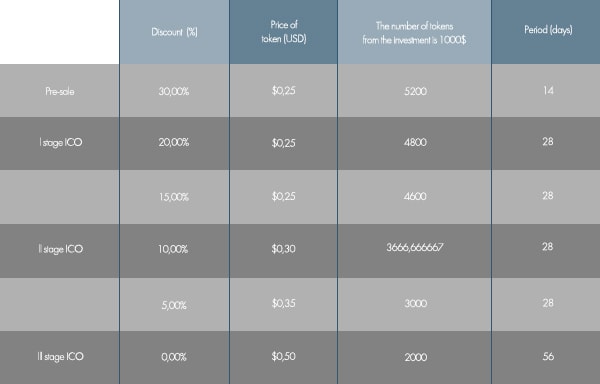 Discount (%)
Price of
token (USD)
The number of tokens
from the investment is 1000$
Period (days)
Pre-sale
30,00%
$0,25
5200
14
I stage ICO
20,00%
$0,25
4800
28
15,00%
$0,25
4600
28
II stage ICO
10,00%
$0,30
3666,666667
28
5,00%
$0,35
3000
28
III stage ICO
0,00%
$0,50
2000
56